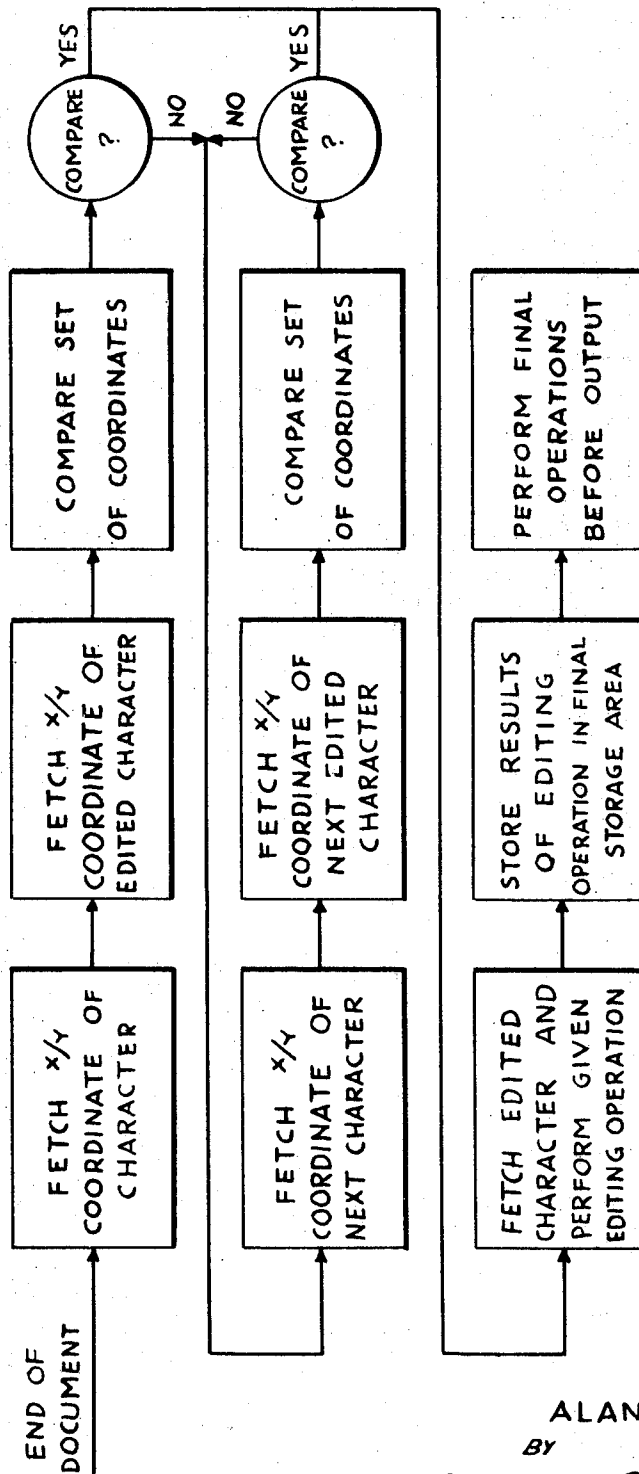 END OF
DOCUMENT
FETCH X/Y
COORDINATE OF
CHARACTER
FETCH X/Y
COORDINATE OF
EDITED CHARACTER
COMPARE SET
OF COORDINATES
COMPARE
?
YES
NO
FETCH X/Y
COORDINATE OF
NEXT CHARACTER
FETCH X/Y
COORDINATE OF
NEXT EDITED
CHARACTER
COMPARE SET
OF COORDINATES
COMPARE
?
YES
NO
FETCH EDITED
CHARACTER AND
PERFORM GIVEN
EDITING OPERATION
STORE RESULTS
OF EDITING
OPERATION IN FINAL
STORAGE AREA
PERFORM FINAL
OPERATIONS
BEFORE OUTPUT
ALAN
BY